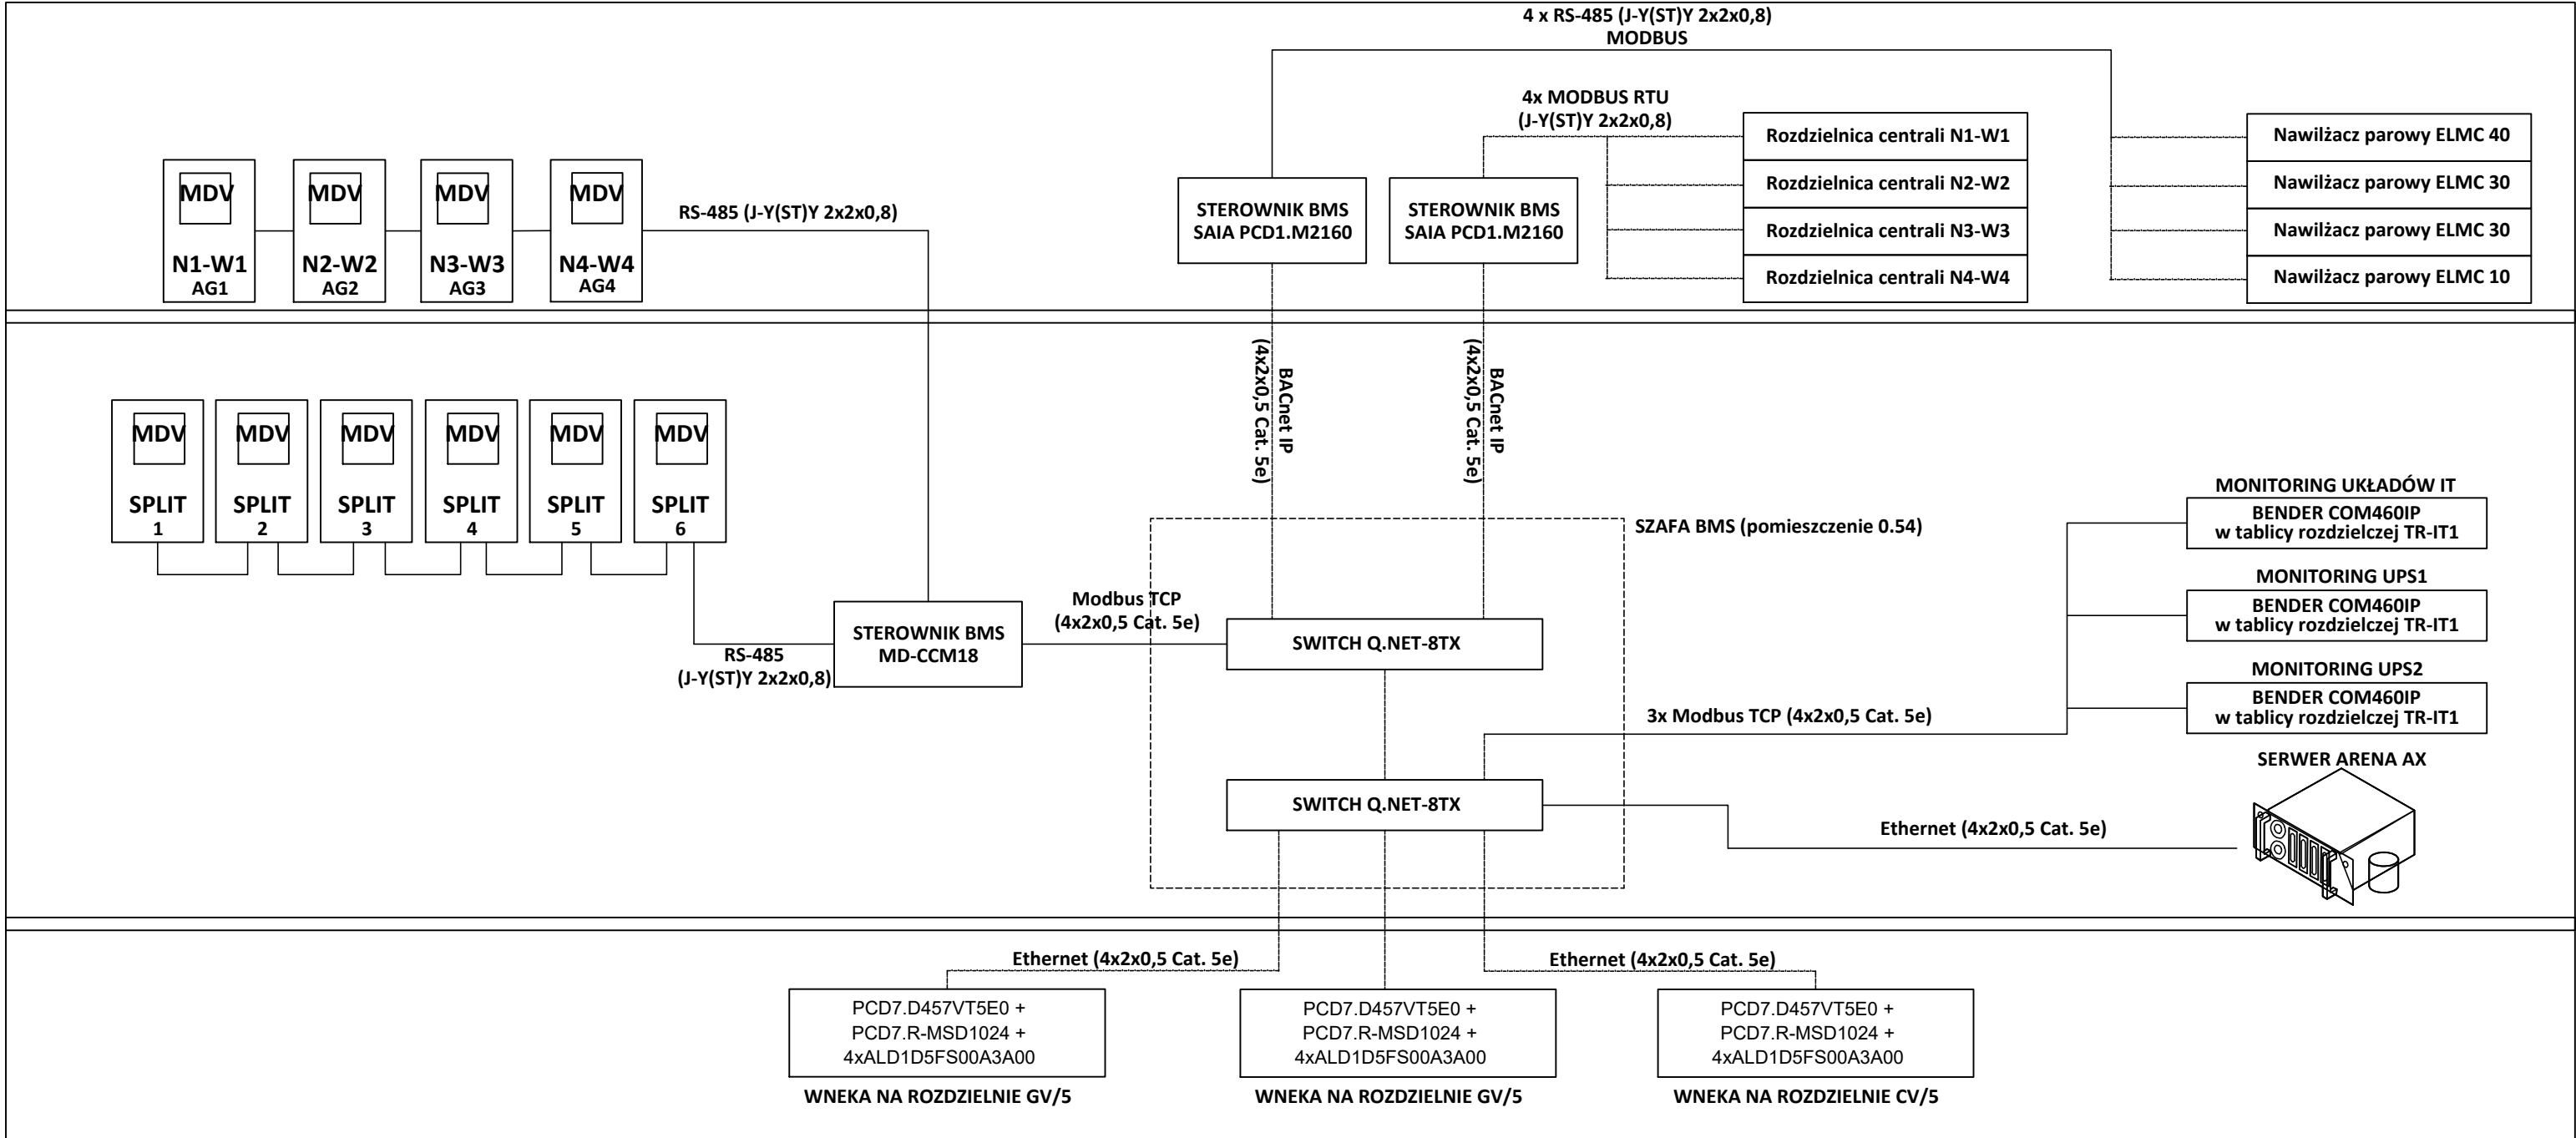 4 x RS-485 (J-Y(ST)Y 2x2x0,8)
MODBUS
4x MODBUS RTU
(J-Y(ST)Y 2x2x0,8)
MDV
N1-W1
AG1
MDV
N2-W2
AG2
MDV
N3-W3
AG3
MDV
N4-W4
AG4
RS-485 (J-Y(ST)Y 2x2x0,8)
STEROWNIK BMS
SAIA PCD1.M2160
STEROWNIK BMS
SAIA PCD1.M2160
Rozdzielnica centrali N1-W1
Rozdzielnica centrali N2-W2
Rozdzielnica centrali N3-W3
Rozdzielnica centrali N4-W4
Nawilżacz parowy ELMC 40
Nawilżacz parowy ELMC 30
Nawilżacz parowy ELMC 30
Nawilżacz parowy ELMC 10
BACnet IP
(4x2x0,5 Cat. 5e)
BACnet IP
(4x2x0,5 Cat. 5e)
MDV
SPLIT
1
MDV
SPLIT
2
MDV
SPLIT
3
MDV
SPLIT
4
MDV
SPLIT
5
MDV
SPLIT
6
RS-485
(J-Y(ST)Y 2x2x0,8)
STEROWNIK BMS
MD-CCM18
Modbus TCP
(4x2x0,5 Cat. 5e)
SZAFA BMS (pomieszczenie 0.54)
SWITCH Q.NET-8TX
SWITCH Q.NET-8TX
MONITORING UKŁADÓW IT
BENDER COM460IP
w tablicy rozdzielczej TR-IT1
MONITORING UPS1
BENDER COM460IP
w tablicy rozdzielczej TR-IT1
MONITORING UPS2
BENDER COM460IP
w tablicy rozdzielczej TR-IT1
3x Modbus TCP (4x2x0,5 Cat. 5e)
SERWER ARENA AX
Ethernet (4x2x0,5 Cat. 5e)
Ethernet (4x2x0,5 Cat. 5e)
Ethernet (4x2x0,5 Cat. 5e)
PCD7.D457VT5E0 +
PCD7.R-MSD1024 +
4xALD1D5FS00A3A00
WNEKA NA ROZDZIELNIE GV/5
PCD7.D457VT5E0 +
PCD7.R-MSD1024 +
4xALD1D5FS00A3A00
WNEKA NA ROZDZIELNIE GV/5
PCD7.D457VT5E0 +
PCD7.R-MSD1024 +
4xALD1D5FS00A3A00
WNEKA NA ROZDZIELNIE CV/5